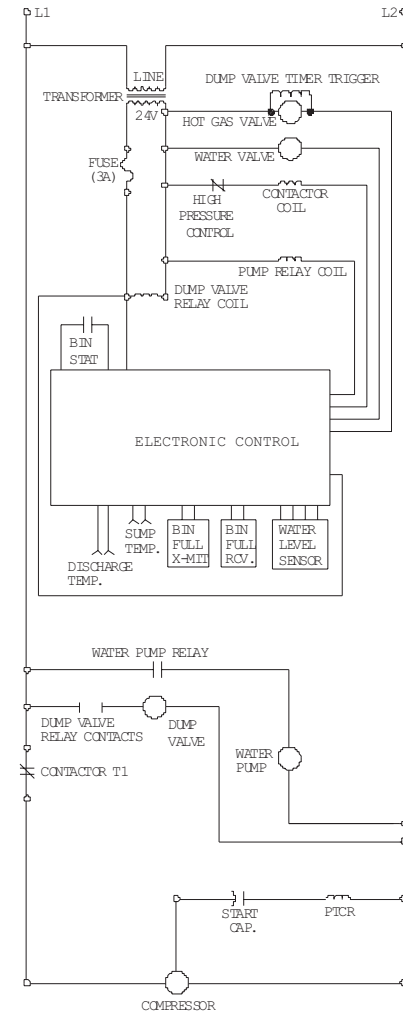 L1
L2
LINE
DUMP VALVE TIMER TRIGGER
TRANSFORMER
24V
HOT GAS VALVE
FUSE
(3A)
WATER VALVE
HIGH
PRESSURE
CONTROL
CONTACTOR
COIL
PUMP RELAY COIL
DUMP VALVE
RELAY COIL
BIN
STAT
ELECTRONIC CONTROL
DISCHARGE
TEMP.
SUMP
TEMP.
BIN
FULL
X-MIT
BIN
FULL
RCV.
WATER
LEVEL
SENSOR
WATER PUMP RELAY
DUMP VALVE
RELAY CONTACTS
DUMP
VALVE
WATER
PUMP
CONTACTOR T1
START
CAP.
PTCR
COMPRESSOR